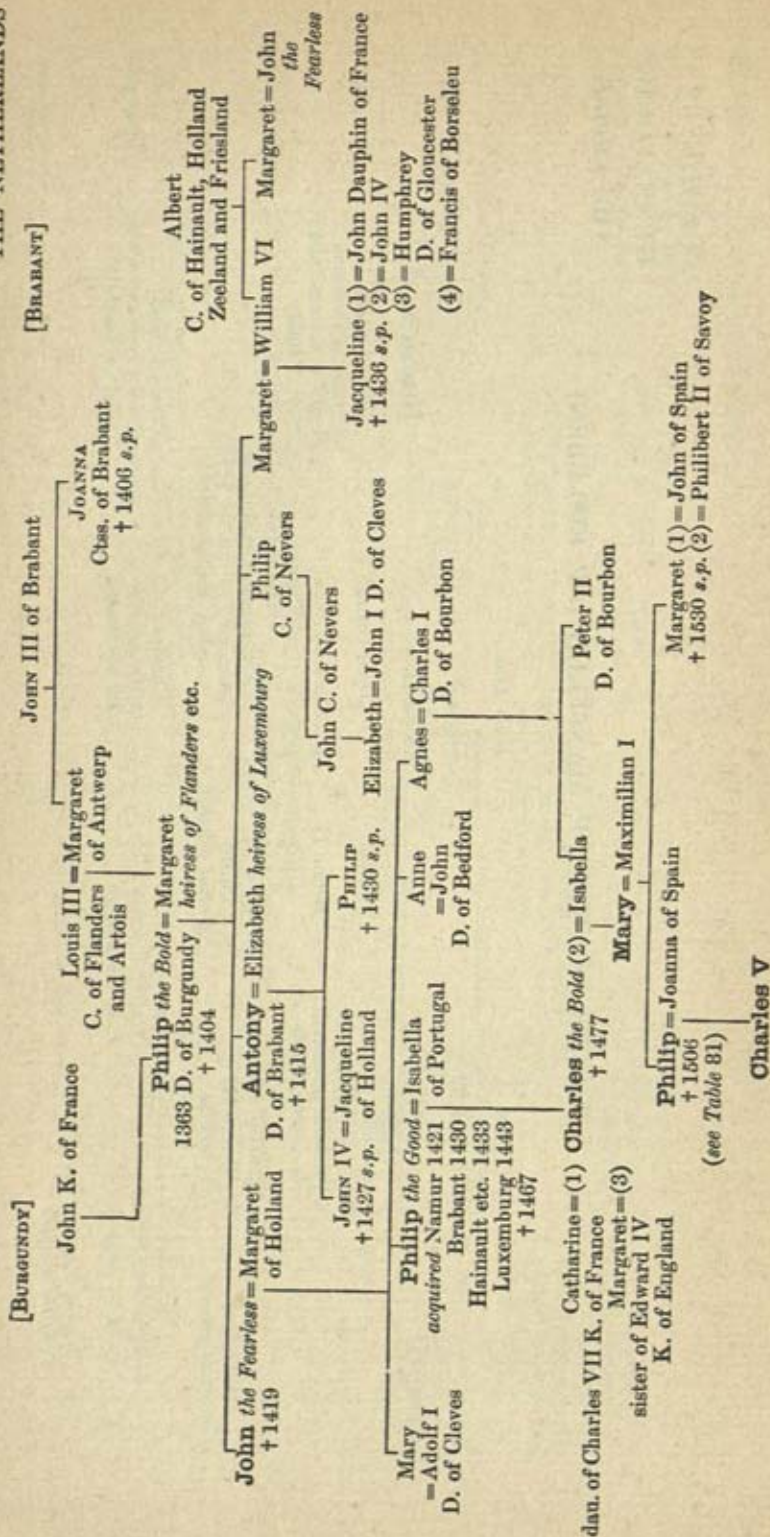 THE NETHERLANDS
[BURGUNDY]
[BRABANT]
JOHN III of Brabant
John K. of France
Louis III = Margaret
C. of Flanders of Antwerp
and Artois
JOANNA
Ctss. of Brabant
† 1406 s.p.
Albert
C. of Hainault, Holland
Zeeland and Friesland
Philip the Bold = Margaret
1363 D. of Burgundy heiress of Flanders etc.
† 1404
John the Fearless = Margaret
† 1419 of Holland
Antony = Elizabeth heiress of Luxemburg
D. of Brabant
† 1415
Philip
C. of Nevers
Margaret = William VI
Margaret = John
the
Fearless
JOHN IV = Jacqueline
† 1427 s.p. of Holland
PHILIP
† 1430 s.p.
John C. of Nevers
Elizabeth = John I D. of Cleves
Jacqueline (1) = John Dauphin of France
† 1436 s.p. (2) = John IV
(3) = Humphrey
D. of Gloucester
(4) = Francis of Borseleu
Mary
= Adolf I
D. of Cleves
Philip the Good = Isabella
acquired Namur 1421 of Portugal
Brabant 1430
Hainault etc. 1433
Luxemburg 1443
† 1467
Anne
= John
D. of Bedford
Agnes = Charles I
D. of Bourbon
Catharine = (1) Charles the Bold (2) = Isabella
dau. of Charles VII K. of France † 1477
Margaret = (3)
sister of Edward IV
K. of England
Peter II
D. of Bourbon
Mary = Maximilian I
Philip = Joanna of Spain
† 1506
(see Table 81)
Margaret (1) = John of Spain
† 1530 s.p. (2) = Philibert II of Savoy
Charles V